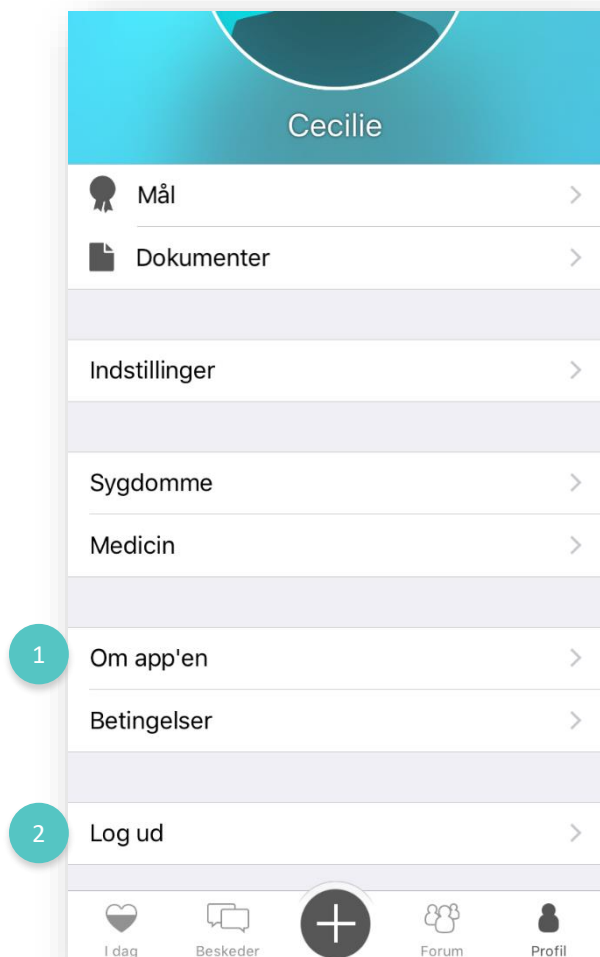 Cecilie
Mål
Dokumenter
Indstillinger
Sygdomme
Medicin
1
Om app'en
Betingelser
2
Log ud
I dag
Beskeder
Forum
Profil